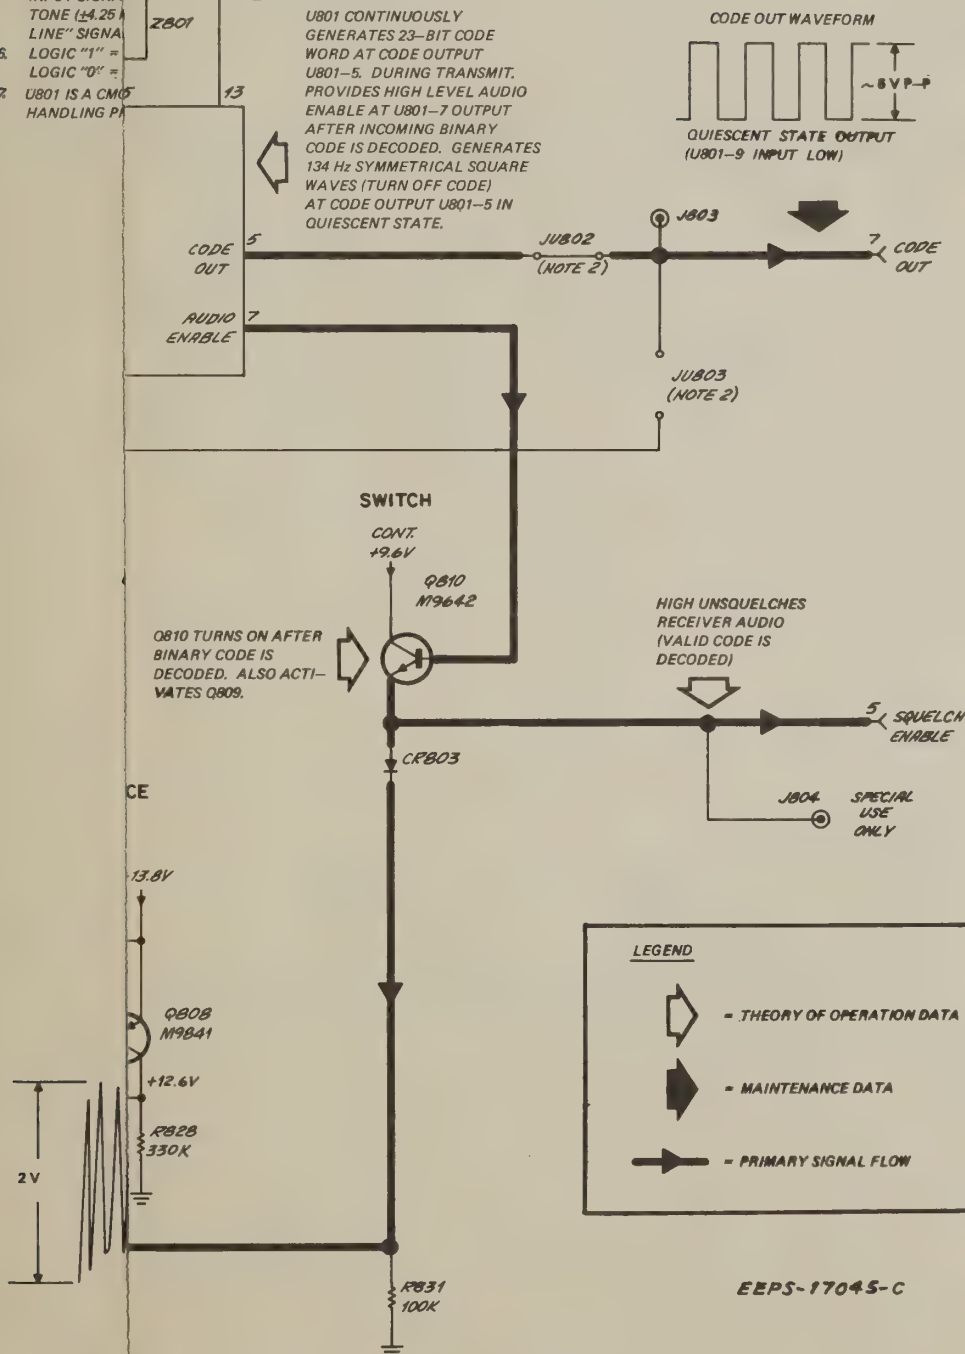 TONE (±4.25
LINE" SIGNA
6. LOGIC "1" =
LOGIC "0" =
7. U801 IS A CMO
HANDLING
Z801
5
13
U801 CONTINUOUSLY
GENERATES 23–BIT CODE
WORD AT CODE OUTPUT
U801–5. DURING TRANSMIT.
PROVIDES HIGH LEVEL AUDIO
ENABLE AT U801–7 OUTPUT
AFTER INCOMING BINARY
CODE IS DECODED. GENERATES
134 Hz SYMMETRICAL SQUARE
WAVES (TURN OFF CODE)
AT CODE OUTPUT U801–5 IN
QUIESCENT STATE.
CODE OUT WAVEFORM
~6 V P–P
QUIESCENT STATE OUTPUT
(U801–9 INPUT LOW)
CODE
OUT
5
JU802
(NOTE 2)
J803
7
CODE
OUT
AUDIO
ENABLE
7
JU803
(NOTE 2)
SWITCH
CONT.
+9.6V
Q810
M9642
Q810 TURNS ON AFTER
BINARY CODE IS
DECODED. ALSO ACTI–
VATES Q809.
HIGH UNSQUELCHES
RECEIVER AUDIO
(VALID CODE IS
DECODED)
5
SQUELCH
ENABLE
CR803
J804
SPECIAL
USE
ONLY
CE
13.8V
Q808
M9841
+12.6V
R828
330K
2 V
R831
100K
LEGEND
= THEORY OF OPERATION DATA
= MAINTENANCE DATA
= PRIMARY SIGNAL FLOW
EEPS-17045-C